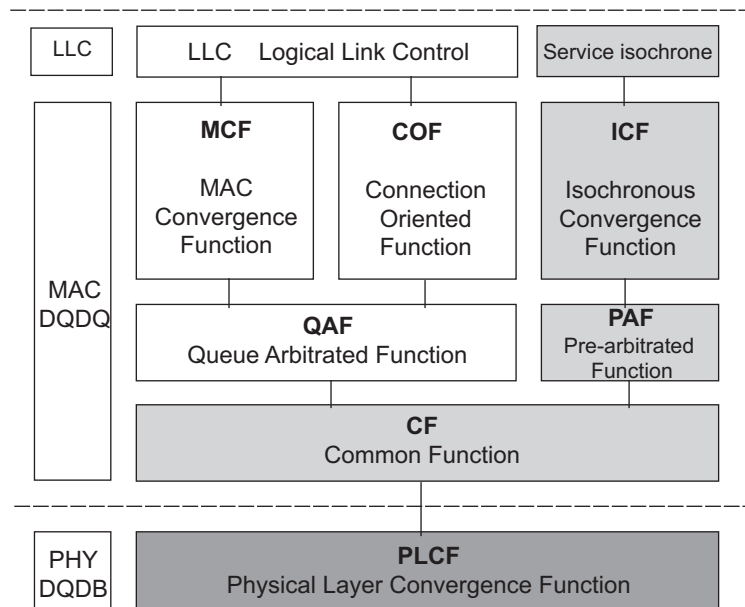 LLC
LLC Logical Link Control
Service isochrone
MAC
DQDQ
MCF
MAC
Convergence
Function
COF
Connection
Oriented
Function
ICF
Isochronous
Convergence
Function
QAF
Queue Arbitrated Function
PAF
Pre-arbitrated
Function
CF
Common Function
PHY
DQDB
PLCF
Physical Layer Convergence Function